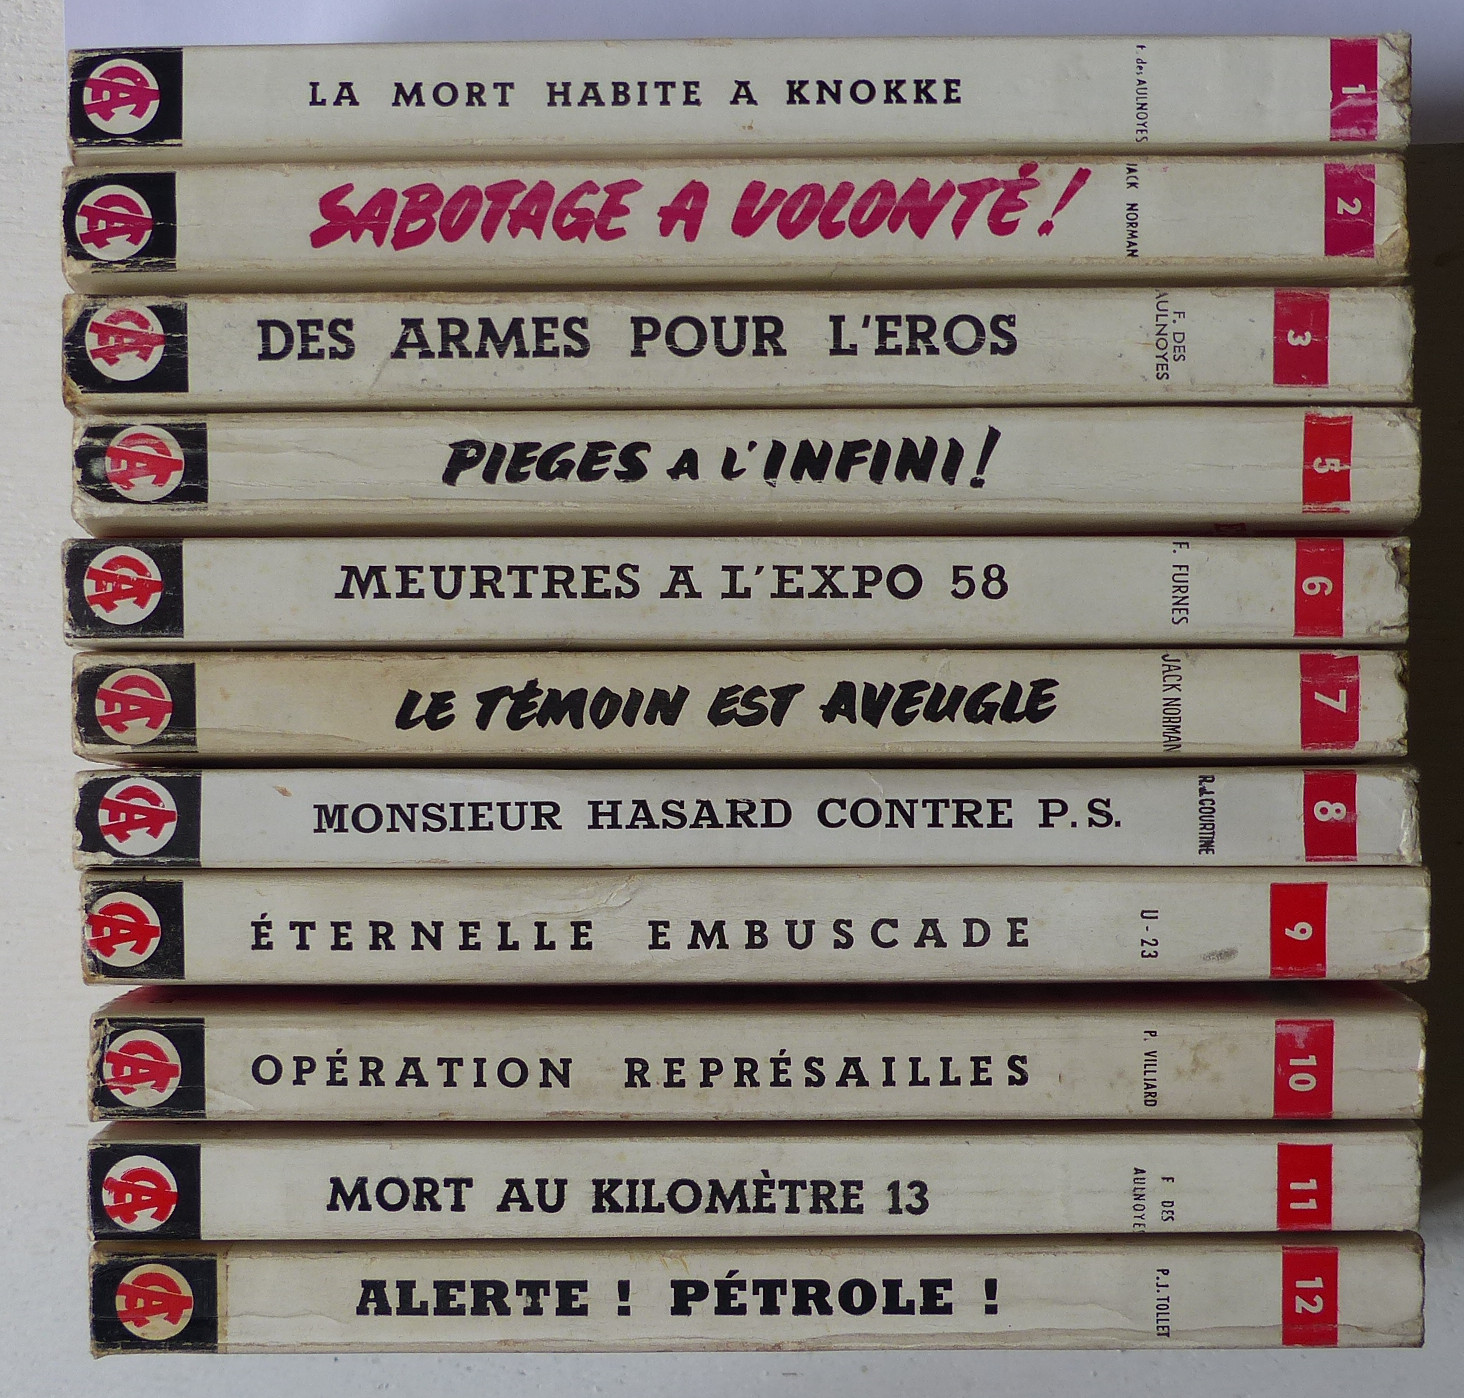 LA MORT HABITE A KNOKKE
F. des AULNOYES
1
SABOTAGE A VOLONTÉ !
JACK NORMAN
2
DES ARMES POUR L'EROS
F. DES
AULNOYES
3
PIEGES A L'INFINI !
5
MEURTRES A L'EXPO 58
F. FURNES
6
LE TÉMOIN EST AVEUGLE
JACK NORMAN
7
MONSIEUR HASARD CONTRE P.S.
R.J. COURTINE
8
ÉTERNELLE EMBUSCADE
U - 23
9
OPÉRATION REPRÉSAILLES
P. VILLIARD
10
MORT AU KILOMÈTRE 13
F DES
AULNOYES
11
ALERTE ! PÉTROLE !
P.J. TOLLET
12